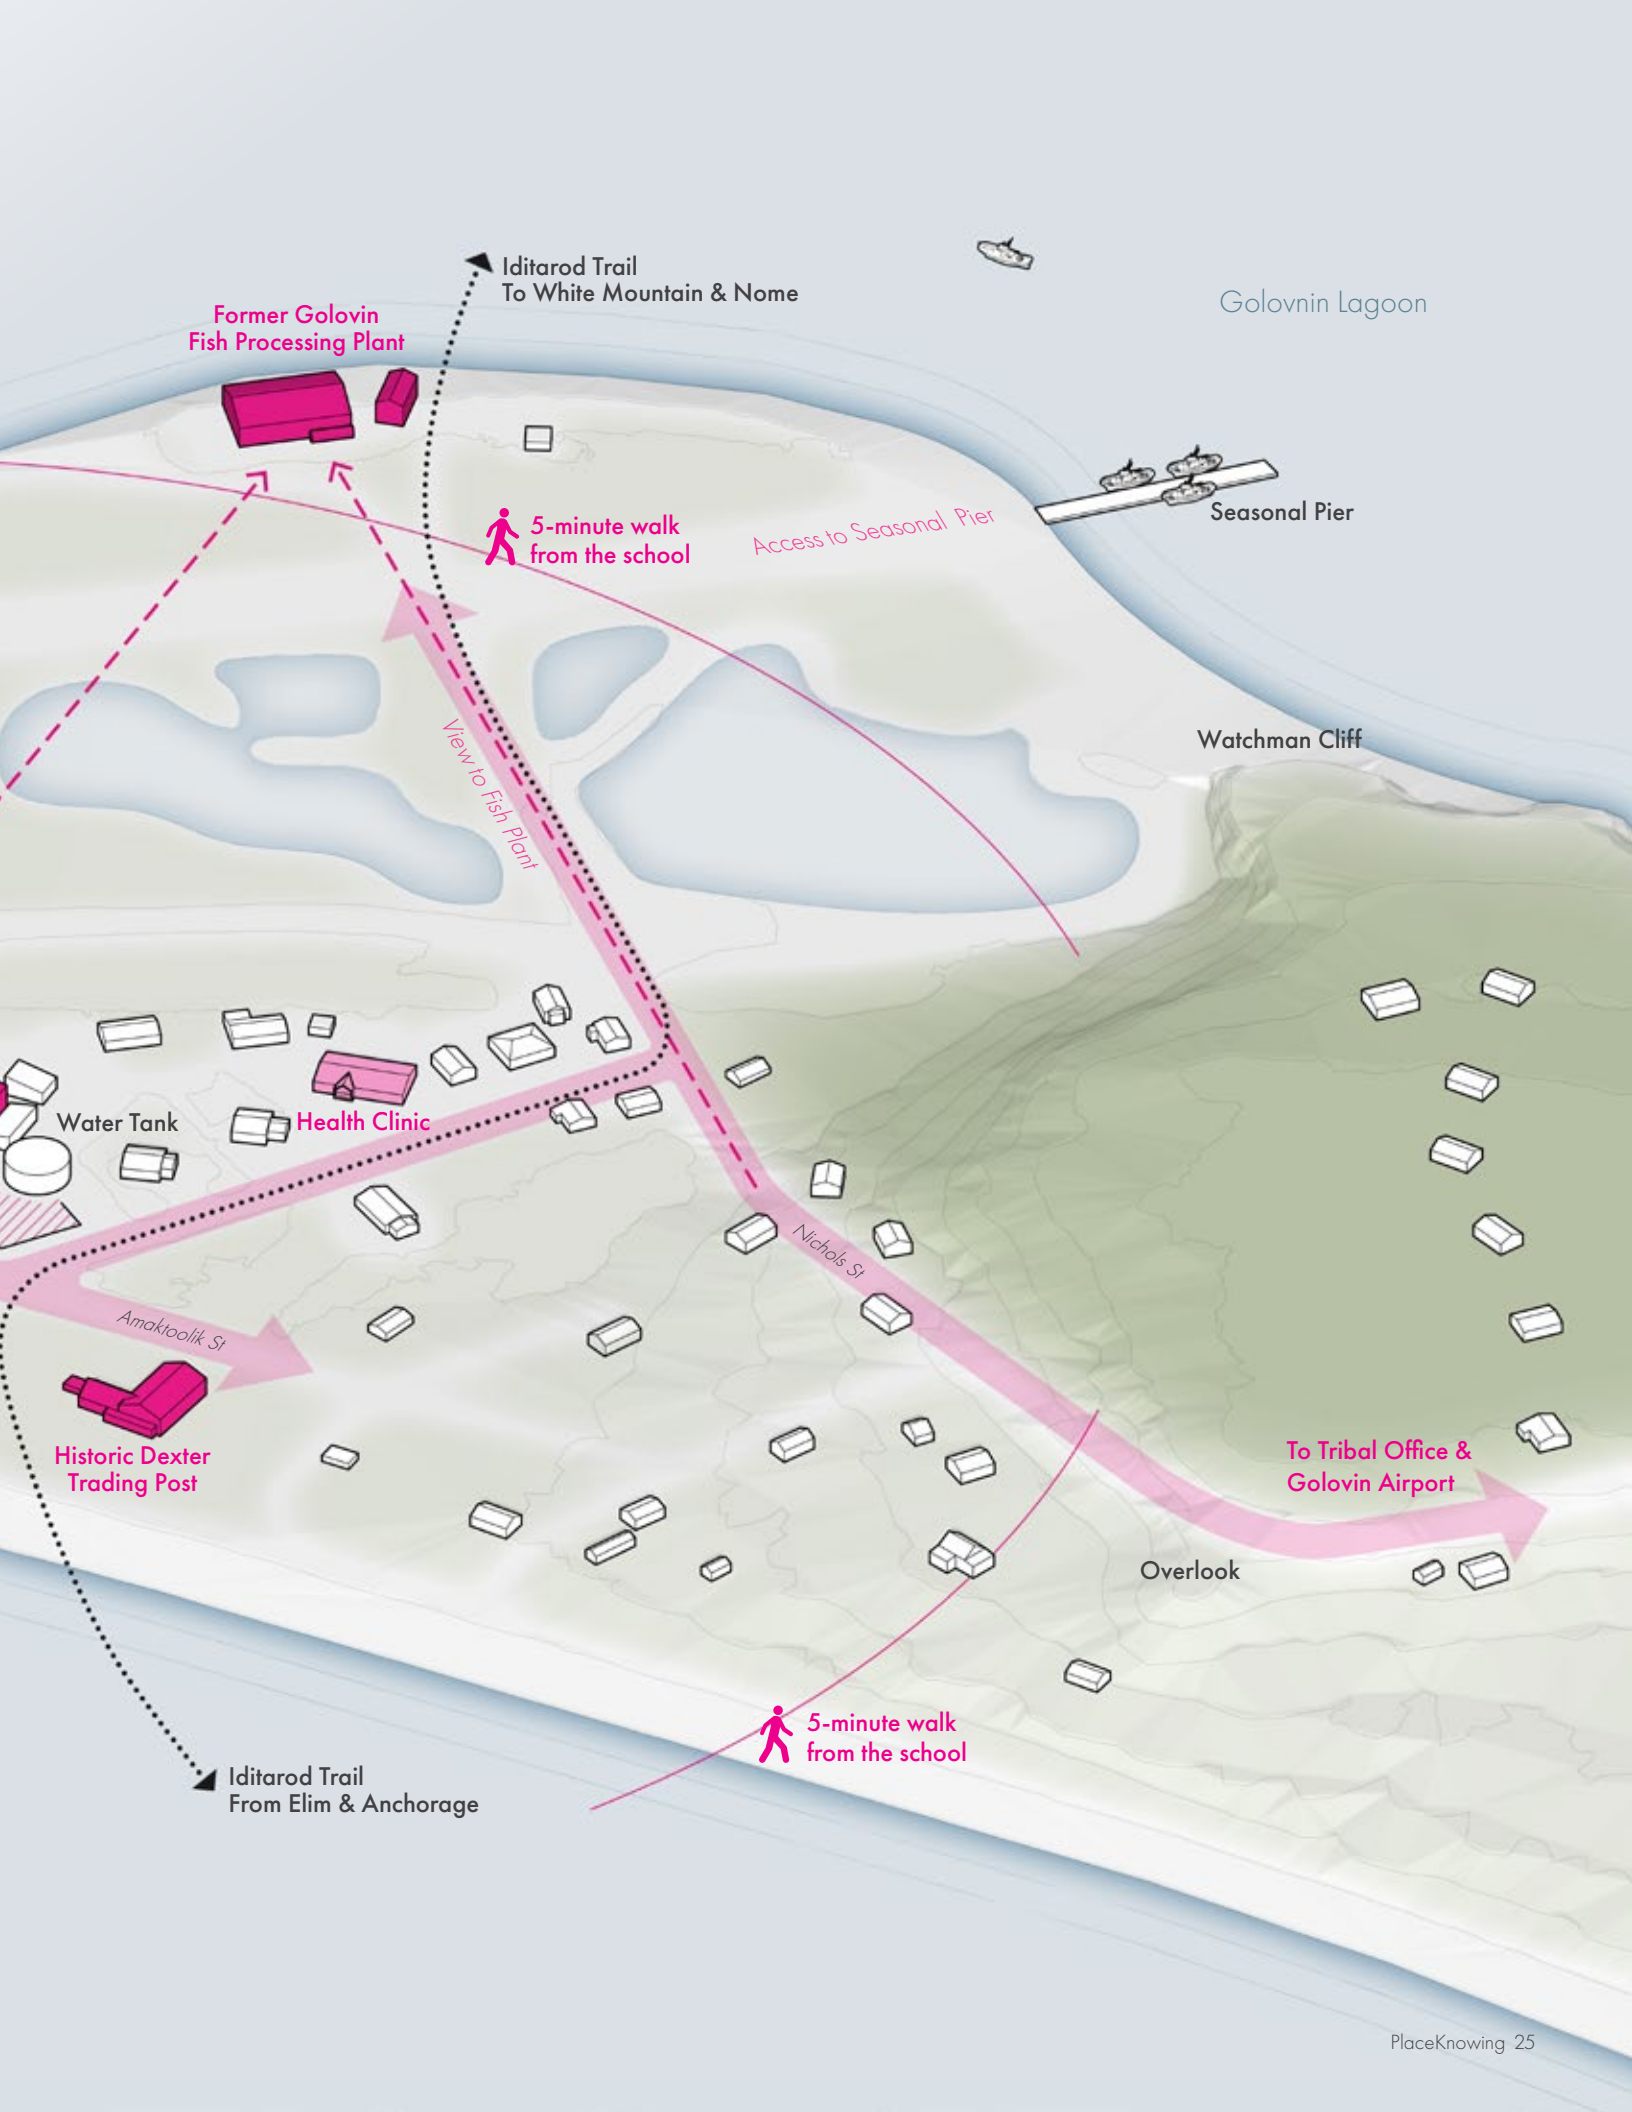 Iditarod Trail
To White Mountain & Nome
Golovnin Lagoon
Former Golovin
Fish Processing Plant
Seasonal Pier
5-minute walk
from the school
Access to Seasonal Pier
Watchman Cliff
View to Fish Plant
Water Tank
Health Clinic
Nichols St
Amaktoolik St
Historic Dexter
Trading Post
To Tribal Office &
Golovin Airport
Overlook
5-minute walk
from the school
Iditarod Trail
From Elim & Anchorage
PlaceKnowing 25